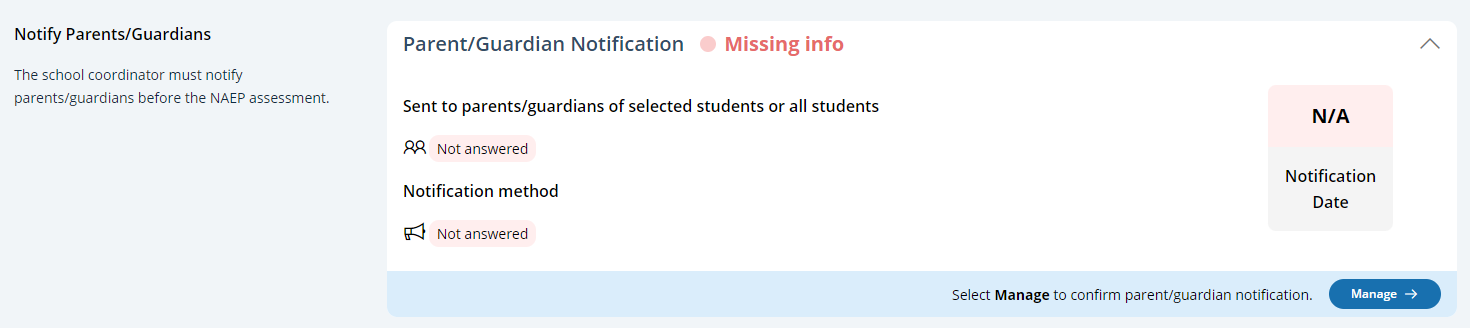 Notify Parents/Guardians
The school coordinator must notify
parents/guardians before the NAEP assessment.
Parent/Guardian Notification
Missing info
Sent to parents/guardians of selected students or all students
Not answered
Notification method
Not answered
N/A
Notification
Date
Select Manage to confirm parent/guardian notification.
Manage →